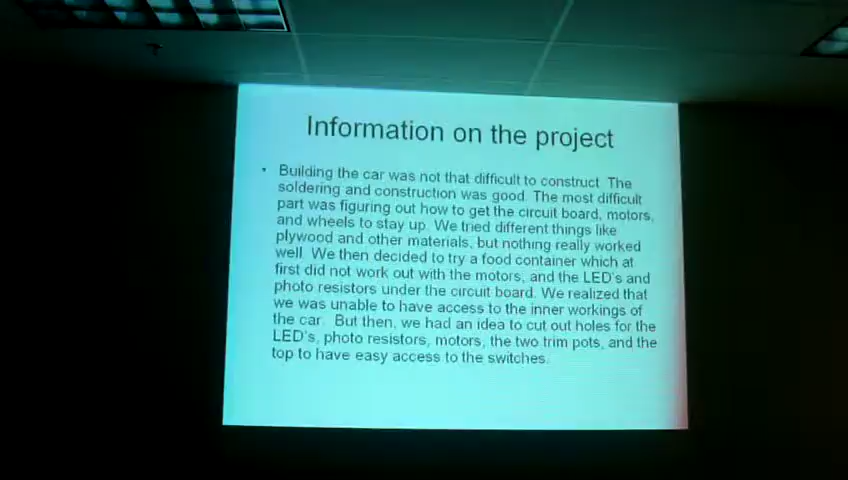 Information on the project
• Building the car was not that difficult to construct. The
soldering and construction was good. The most difficult
part was figuring out how to get the circuit board, motors,
and wheels to stay up. We tried different things like
plywood and other materials, but nothing really worked
well. We then decided to try a food container which at
first did not work out with the motors, and the LED's and
photo resistors under the circuit board. We realized that
we was unable to have access to the inner workings of
the car.  But then, we had an idea to cut out holes for the
LED's, photo resistors, motors, the two trim pots, and the
top to have easy access to the switches.